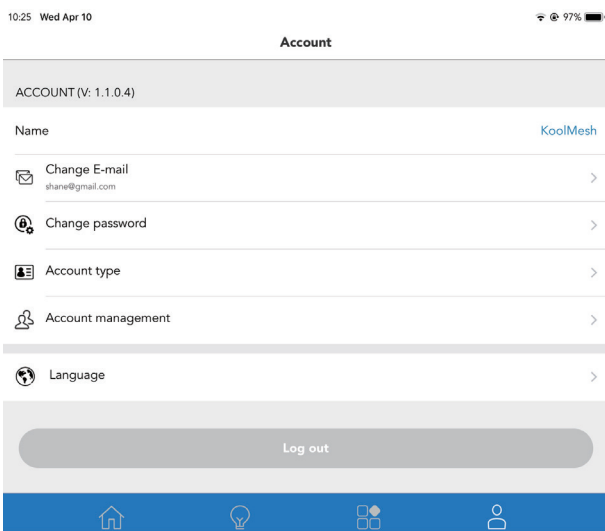 10:25 Wed Apr 10 97%
Account
ACCOUNT (V: 1.1.0.4)
Name KoolMesh
Change E-mail
shane@gmail.com
Change password
Account type
Account management
Language
Log out